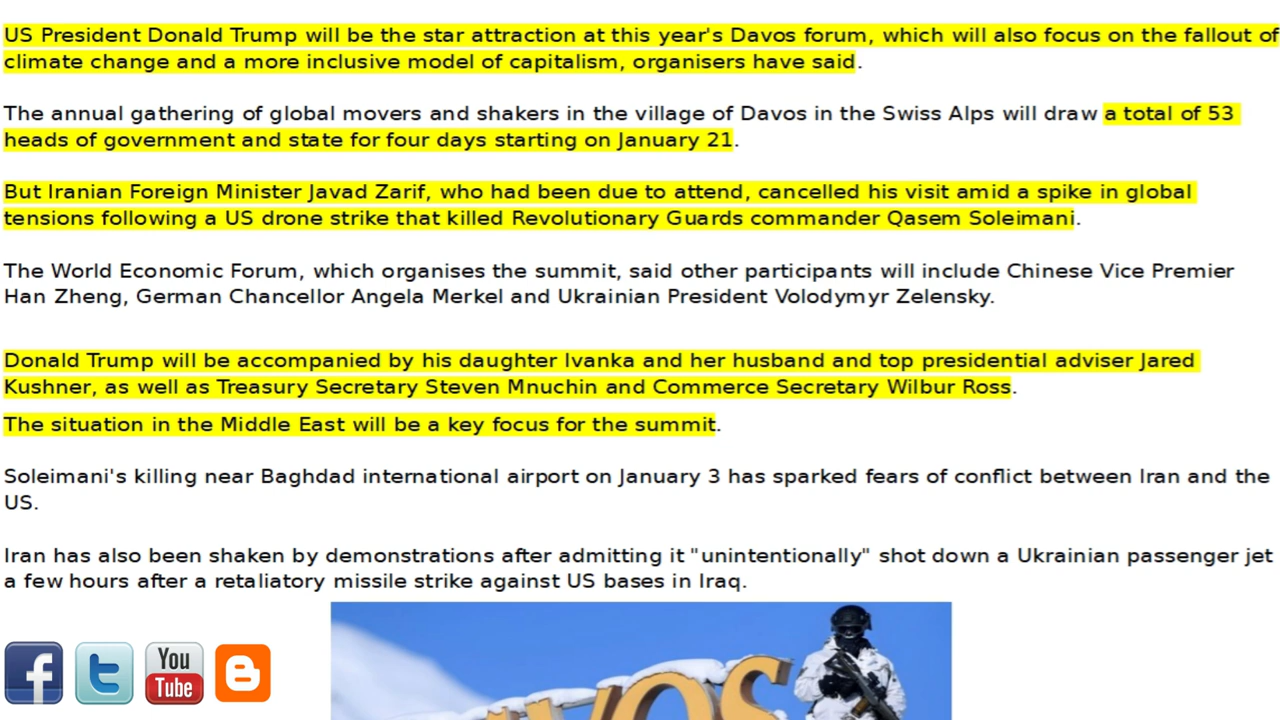 US President Donald Trump will be the star attraction at this year's Davos forum, which will also focus on the fallout of
climate change and a more inclusive model of capitalism, organisers have said.
The annual gathering of global movers and shakers in the village of Davos in the Swiss Alps will draw a total of 53
heads of government and state for four days starting on January 21.
But Iranian Foreign Minister Javad Zarif, who had been due to attend, cancelled his visit amid a spike in global
tensions following a US drone strike that killed Revolutionary Guards commander Qasem Soleimani.
The World Economic Forum, which organises the summit, said other participants will include Chinese Vice Premier
Han Zheng, German Chancellor Angela Merkel and Ukrainian President Volodymyr Zelensky.
Donald Trump will be accompanied by his daughter Ivanka and her husband and top presidential adviser Jared
Kushner, as well as Treasury Secretary Steven Mnuchin and Commerce Secretary Wilbur Ross.
The situation in the Middle East will be a key focus for the summit.
Soleimani's killing near Baghdad international airport on January 3 has sparked fears of conflict between Iran and the
US.
Iran has also been shaken by demonstrations after admitting it "unintentionally" shot down a Ukrainian passenger jet
a few hours after a retaliatory missile strike against US bases in Iraq.
You
Tube